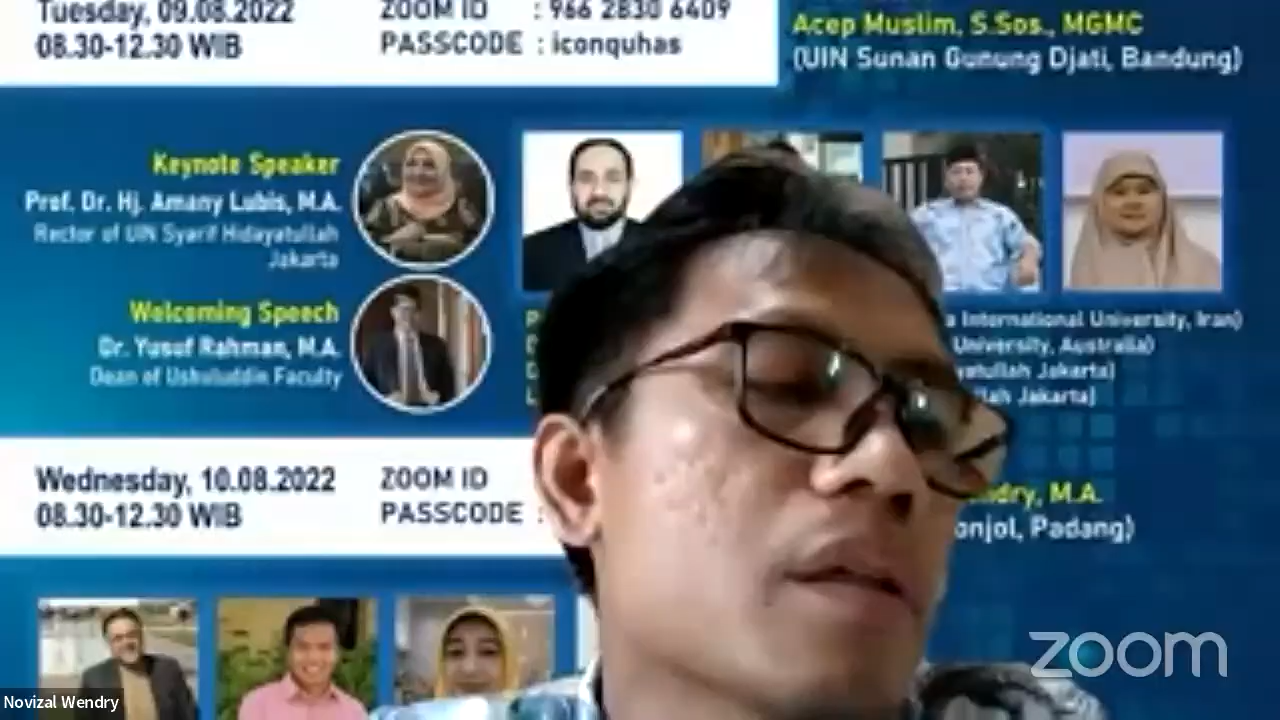 Tuesday, 09.08.2022
08.30-12.30 WIB
ZOOM ID : 966 2830 6409
PASSCODE : iconquhas
Acep Muslim, S.Sos., MGMC
(UIN Sunan Gunung Djati, Bandung)
Keynote Speaker
Prof. Dr. Hj. Amany Lubis, M.A.
Rector of UIN Syarif Hidayatullah
Jakarta
Welcoming Speech
Dr. Yusuf Rahman, M.A.
Dean of Ushuluddin Faculty
International University, Iran)
University, Australia)
Jakarta)
Jakarta)
Wednesday, 10.08.2022
08.30-12.30 WIB
ZOOM ID
PASSCODE :
M.A.
Padang)
zoom
Novizal Wendry